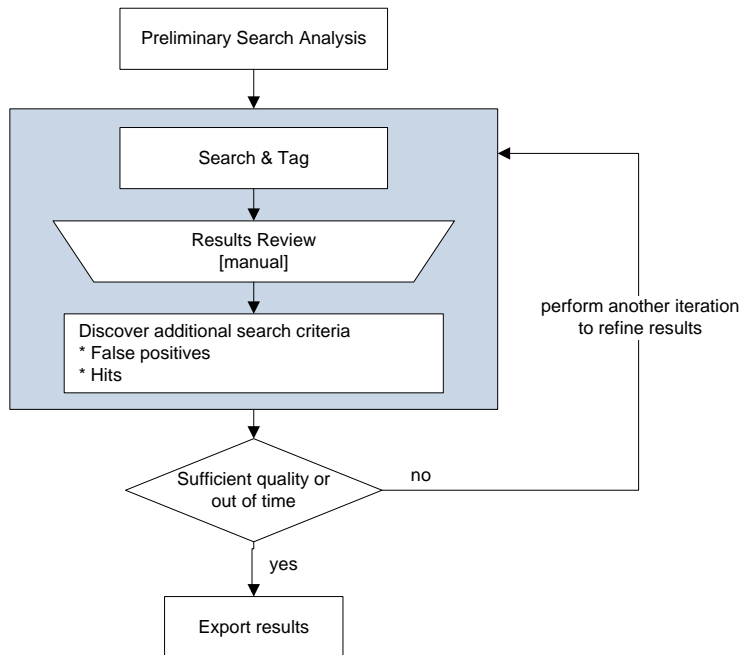 Preliminary Search Analysis
Search & Tag
Results Review
[manual]
Discover additional search criteria
* False positives
* Hits
perform another iteration
to refine results
Sufficient quality or
out of time
no
yes
Export results